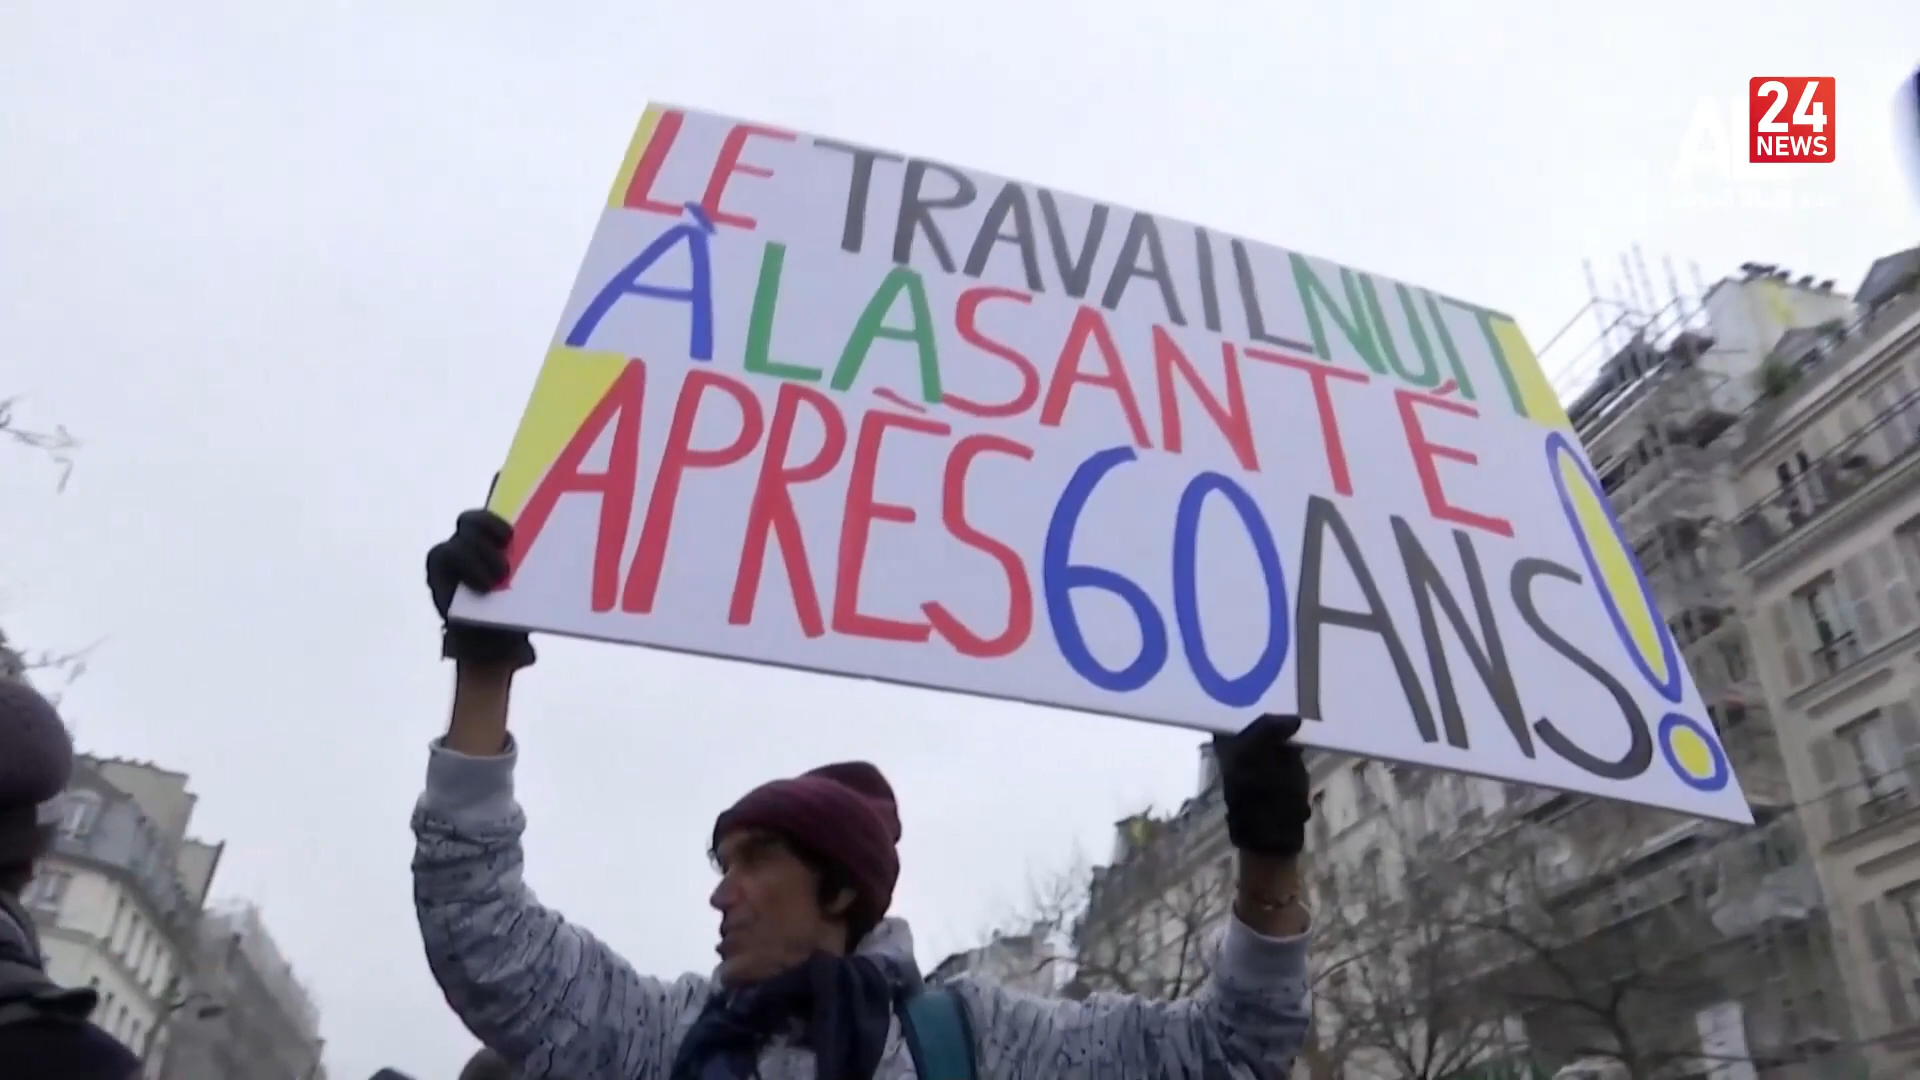 LE TRAVAIL NUIT
À LA SANTÉ
APRÈS 60 ANS !
24
NEWS